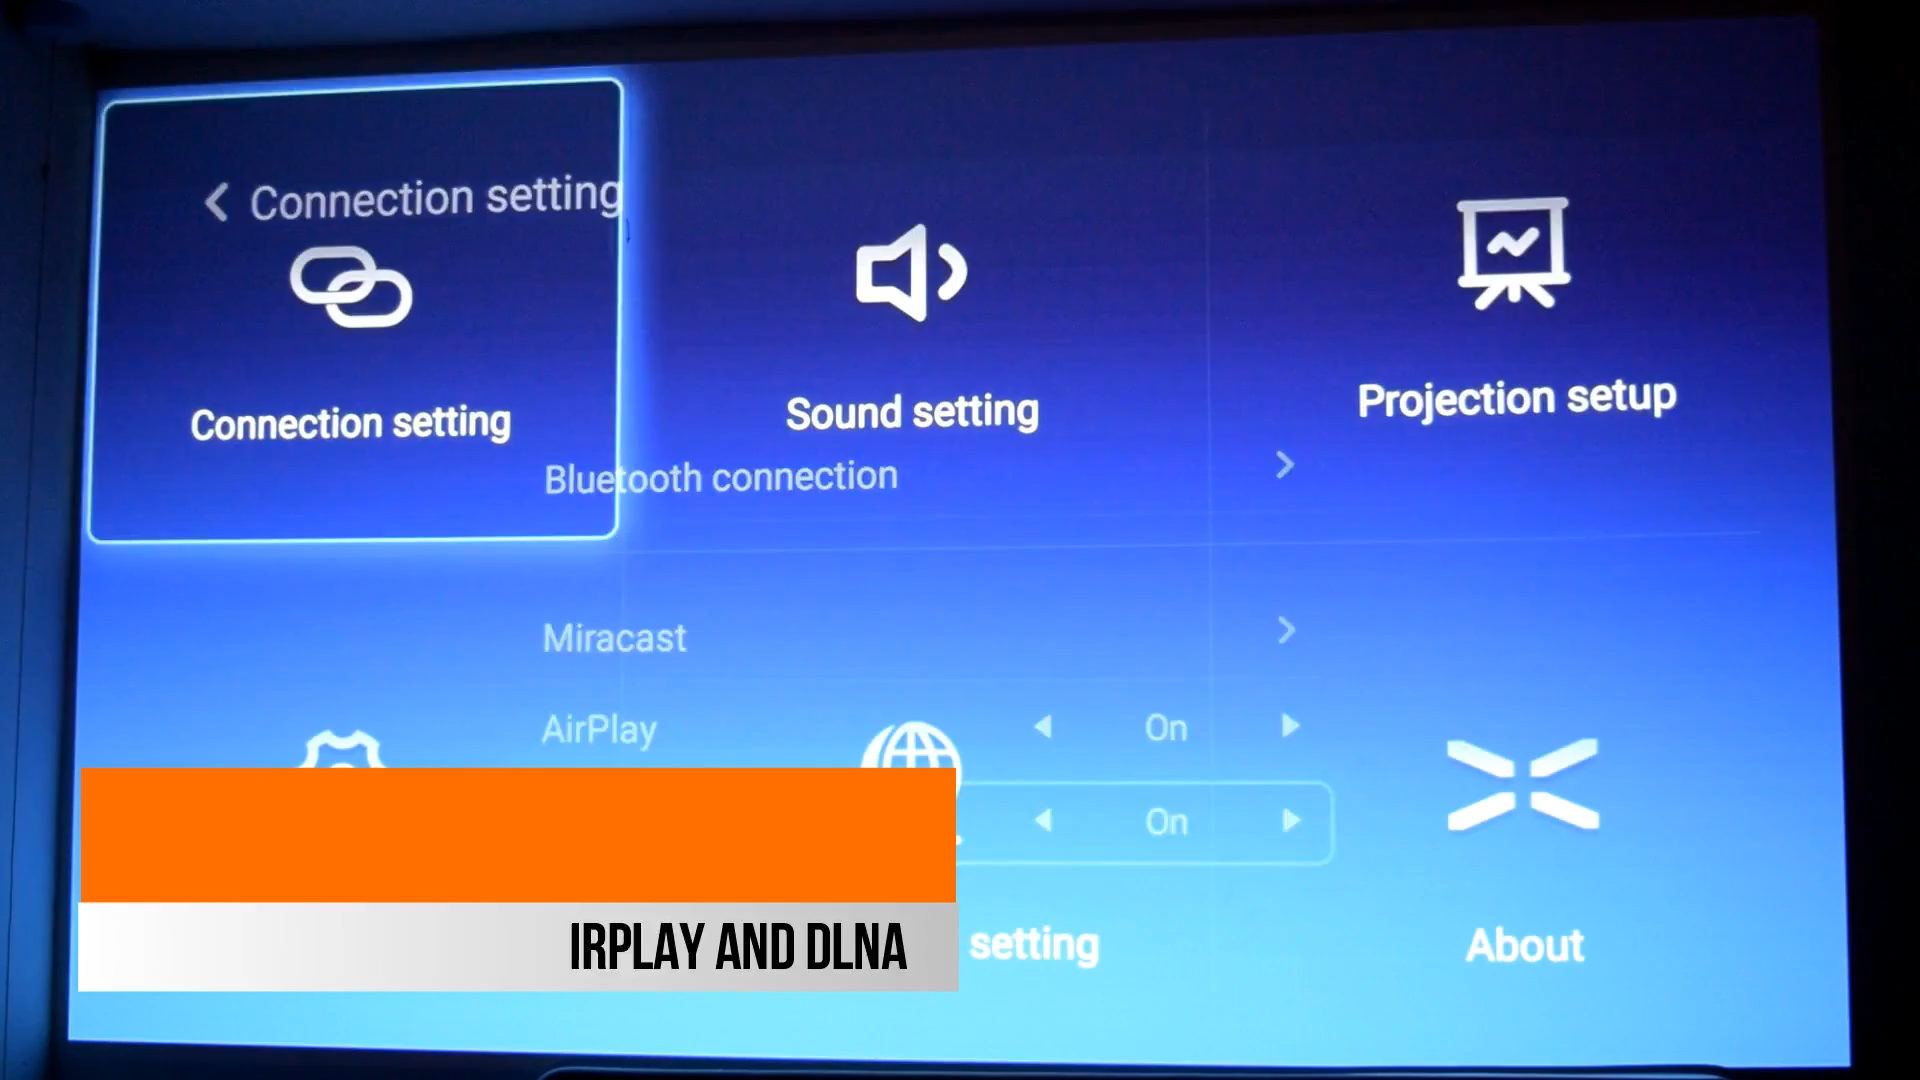 Connection setting
Connection setting
Sound setting
Projection setup
Bluetooth connection
Miracast
AirPlay
On
On
setting
About
IRPLAY AND DLNA